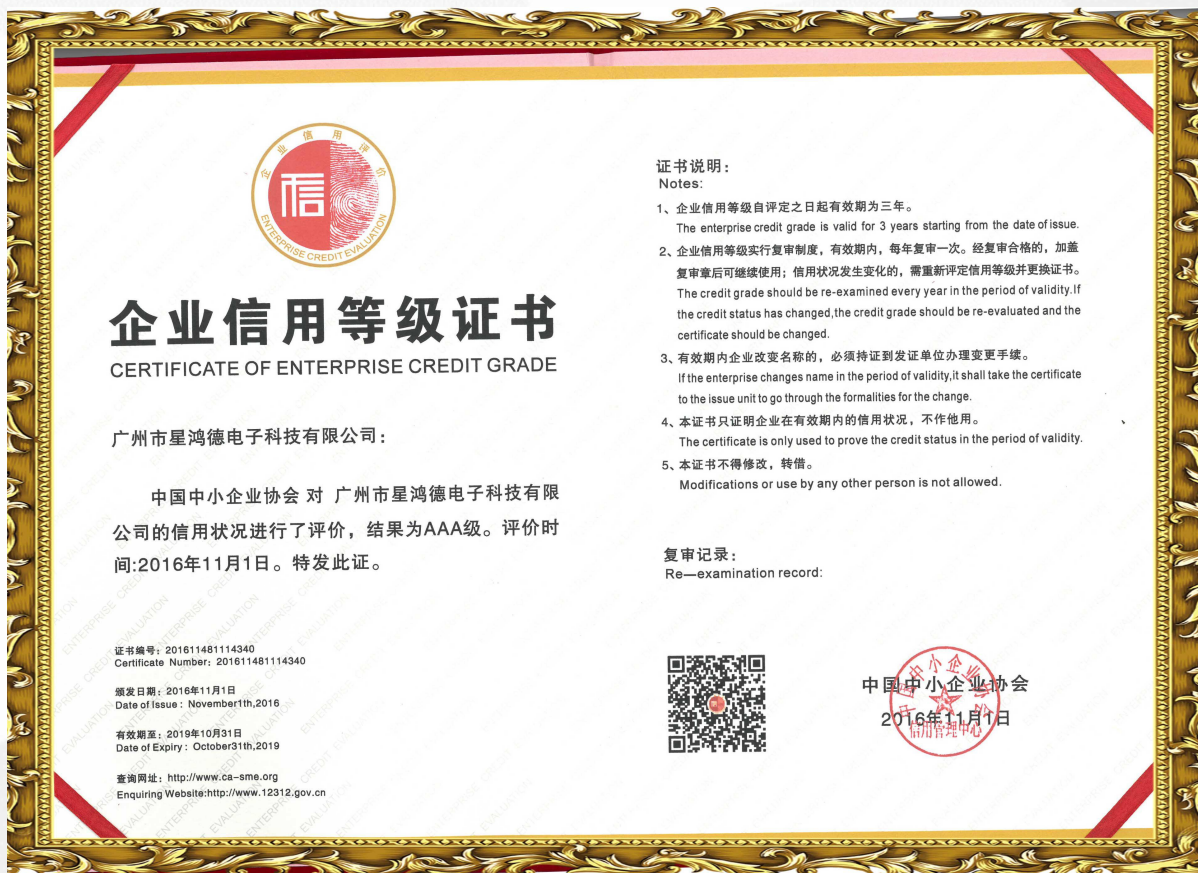 企业信用评价
信
ENTERPRISE CREDIT EVALUATION
企业信用等级证书
CERTIFICATE OF ENTERPRISE CREDIT GRADE
广州市星鸿德电子科技有限公司：
中国中小企业协会 对 广州市星鸿德电子科技有限
公司的信用状况进行了评价，结果为AAA级。评价时
间:2016年11月1日。特发此证。
证书编号：201611481114340
Certificate Number: 201611481114340
颁发日期：2016年11月1日
Date of Issue : November1th,2016
有效期至：2019年10月31日
Date of Expiry : October31th,2019
查询网址：http://www.ca-sme.org
Enquiring Website:http://www.12312.gov.cn
证书说明：
Notes:
1、企业信用等级自评定之日起有效期为三年。
The enterprise credit grade is valid for 3 years starting from the date of issue.
2、企业信用等级实行复审制度，有效期内，每年复审一次。经复审合格的，加盖
复审章后可继续使用；信用状况发生变化的，需重新评定信用等级并更换证书。
The credit grade should be re-examined every year in the period of validity.If
the credit status has changed,the credit grade should be re-evaluated and the
certificate should be changed.
3、有效期内企业改变名称的，必须持证到发证单位办理变更手续。
If the enterprise changes name in the period of validity,it shall take the certificate
to the issue unit to go through the formalities for the change.
4、本证书只证明企业在有效期内的信用状况，不作他用。
The certificate is only used to prove the credit status in the period of validity.
5、本证书不得修改，转借。
Modifications or use by any other person is not allowed.
复审记录：
Re—examination record:
中国中小企业协会
2016年11月1日
中国中小企业协会
信用管理中心